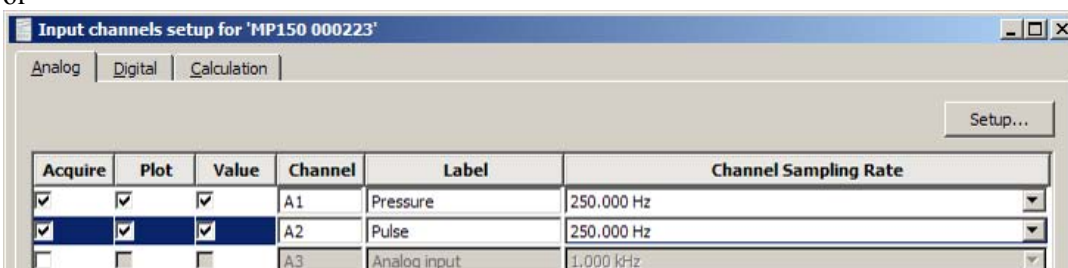 or
Input channels setup for 'MP150 000223'
Analog Digital Calculation
Setup...
Acquire Plot Value Channel Label Channel Sampling Rate
A1 Pressure 250.000 Hz
A2 Pulse 250.000 Hz
A3 Analog input 1.000 kHz